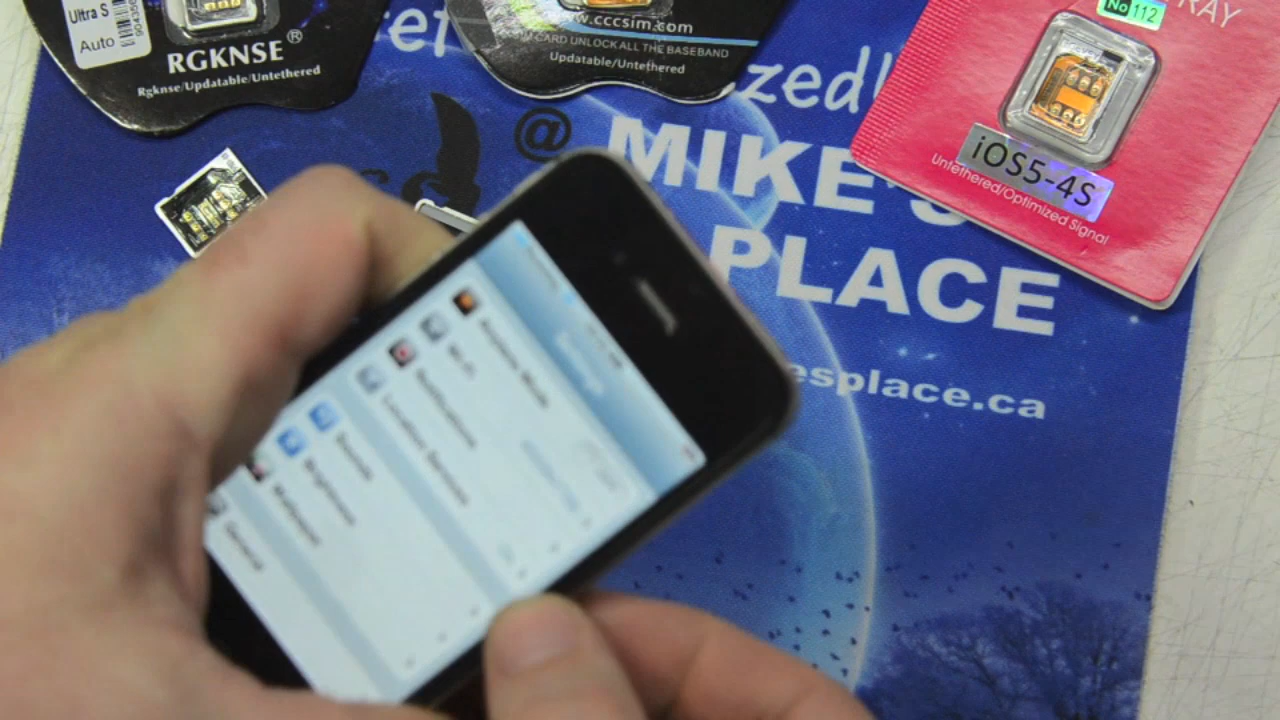 Ultra S
Auto
RGKNSE®
Rgknse/Updatable/Untethered
www.cccsim.com
CARD UNLOCK ALL THE BASEBAND
Updatable/Untethered
No 112
RAY
iOS5-4S
Untethered/Optimized Signal
zed!
@
MIKE'S
PLACE
esplace.ca
Settings
Airplane Mode
Wi-Fi
Notifications
Location Services
Sounds
Brightness
Wallpaper
General